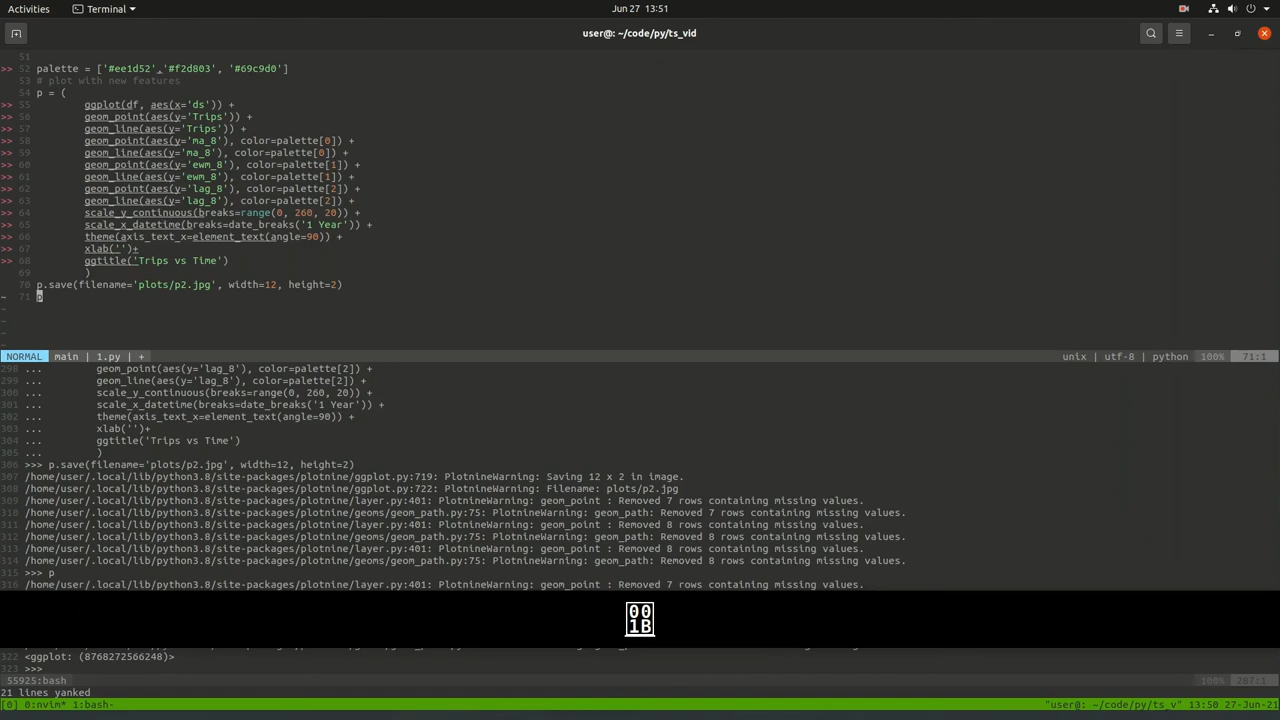 Activities Terminal Jun 27 13:51
user@: ~/code/py/ts_vid
51
>> 52 palette = ['#ee1d52','#f2d803', '#69c9d0']
53 # plot with new features
54 p = (
>> 55 ggplot(df, aes(x='ds')) +
>> 56 geom_point(aes(y='Trips')) +
>> 57 geom_line(aes(y='Trips')) +
>> 58 geom_point(aes(y='ma_8'), color=palette[0]) +
>> 59 geom_line(aes(y='ma_8'), color=palette[0]) +
>> 60 geom_point(aes(y='ewm_8'), color=palette[1]) +
>> 61 geom_line(aes(y='ewm_8'), color=palette[1]) +
>> 62 geom_point(aes(y='lag_8'), color=palette[2]) +
>> 63 geom_line(aes(y='lag_8'), color=palette[2]) +
>> 64 scale_y_continuous(breaks=range(0, 260, 20)) +
>> 65 scale_x_datetime(breaks=date_breaks('1 Year')) +
>> 66 theme(axis_text_x=element_text(angle=90)) +
>> 67 xlab('')+
>> 68 ggtitle('Trips vs Time')
69 )
70 p.save(filename='plots/p2.jpg', width=12, height=2)
~ 71 p
~
~
~
NORMAL main | 1.py | + unix | utf-8 | python 100% 71:1
298 ... geom_point(aes(y='lag_8'), color=palette[2]) +
299 ... geom_line(aes(y='lag_8'), color=palette[2]) +
300 ... scale_y_continuous(breaks=range(0, 260, 20)) +
301 ... scale_x_datetime(breaks=date_breaks('1 Year')) +
302 ... theme(axis_text_x=element_text(angle=90)) +
303 ... xlab('')+
304 ... ggtitle('Trips vs Time')
305 ... )
306 >>> p.save(filename='plots/p2.jpg', width=12, height=2)
307 /home/user/.local/lib/python3.8/site-packages/plotnine/ggplot.py:719: PlotnineWarning: Saving 12 x 2 in image.
308 /home/user/.local/lib/python3.8/site-packages/plotnine/ggplot.py:722: PlotnineWarning: Filename: plots/p2.jpg
309 /home/user/.local/lib/python3.8/site-packages/plotnine/layer.py:401: PlotnineWarning: geom_point : Removed 7 rows containing missing values.
310 /home/user/.local/lib/python3.8/site-packages/plotnine/geoms/geom_path.py:75: PlotnineWarning: geom_path: Removed 7 rows containing missing values.
311 /home/user/.local/lib/python3.8/site-packages/plotnine/layer.py:401: PlotnineWarning: geom_point : Removed 8 rows containing missing values.
312 /home/user/.local/lib/python3.8/site-packages/plotnine/geoms/geom_path.py:75: PlotnineWarning: geom_path: Removed 8 rows containing missing values.
313 /home/user/.local/lib/python3.8/site-packages/plotnine/layer.py:401: PlotnineWarning: geom_point : Removed 8 rows containing missing values.
314 /home/user/.local/lib/python3.8/site-packages/plotnine/geoms/geom_path.py:75: PlotnineWarning: geom_path: Removed 8 rows containing missing values.
315 >>> p
316 /home/user/.local/lib/python3.8/site-packages/plotnine/layer.py:401: PlotnineWarning: geom_point : Removed 7 rows containing missing values.
00
1B
322 <ggplot: (8768272566248)>
323 >>>
55925:bash 100% 287:1
21 lines yanked
[0] 0:nvim* 1:bash- "user@: ~/code/py/ts_v" 13:50 27-Jun-21